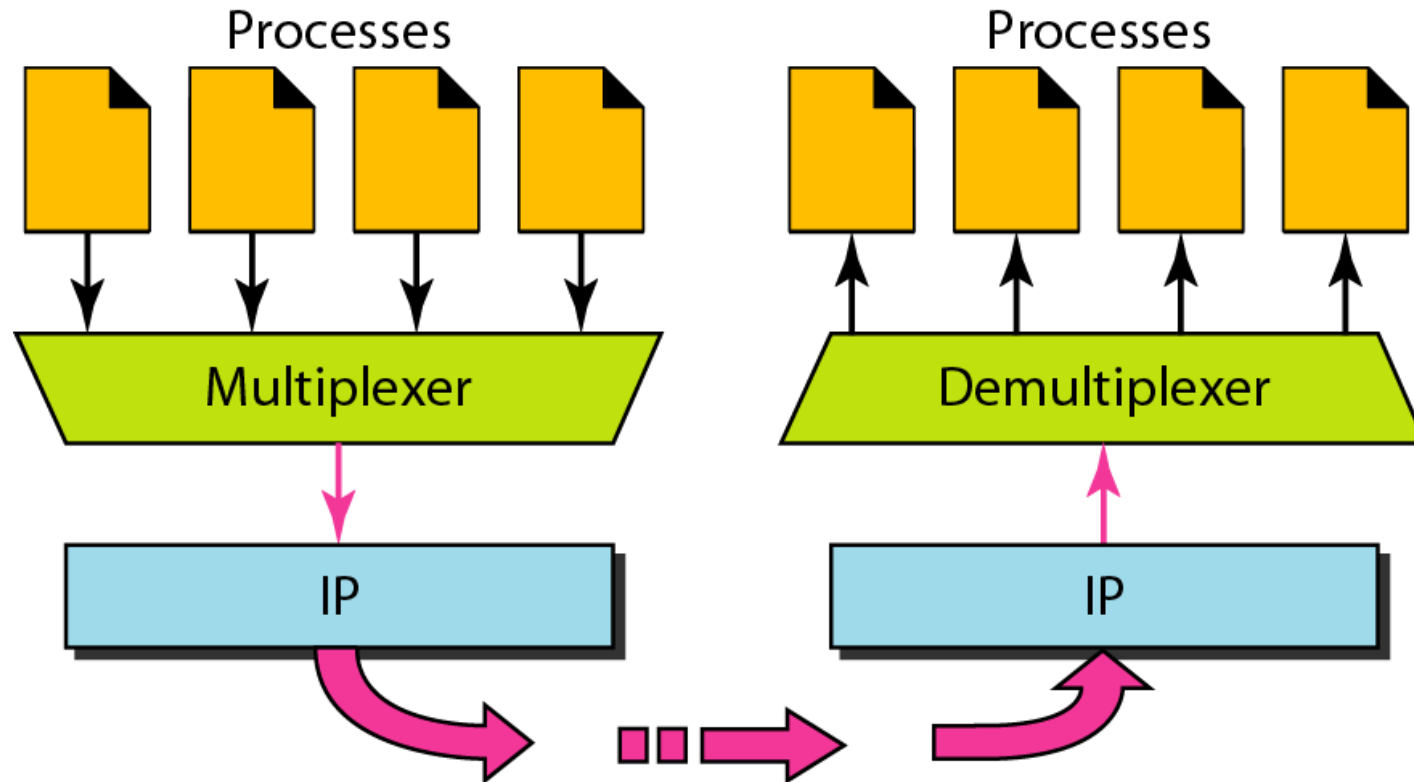 Processes
Processes
Multiplexer
Demultiplexer
IP
IP